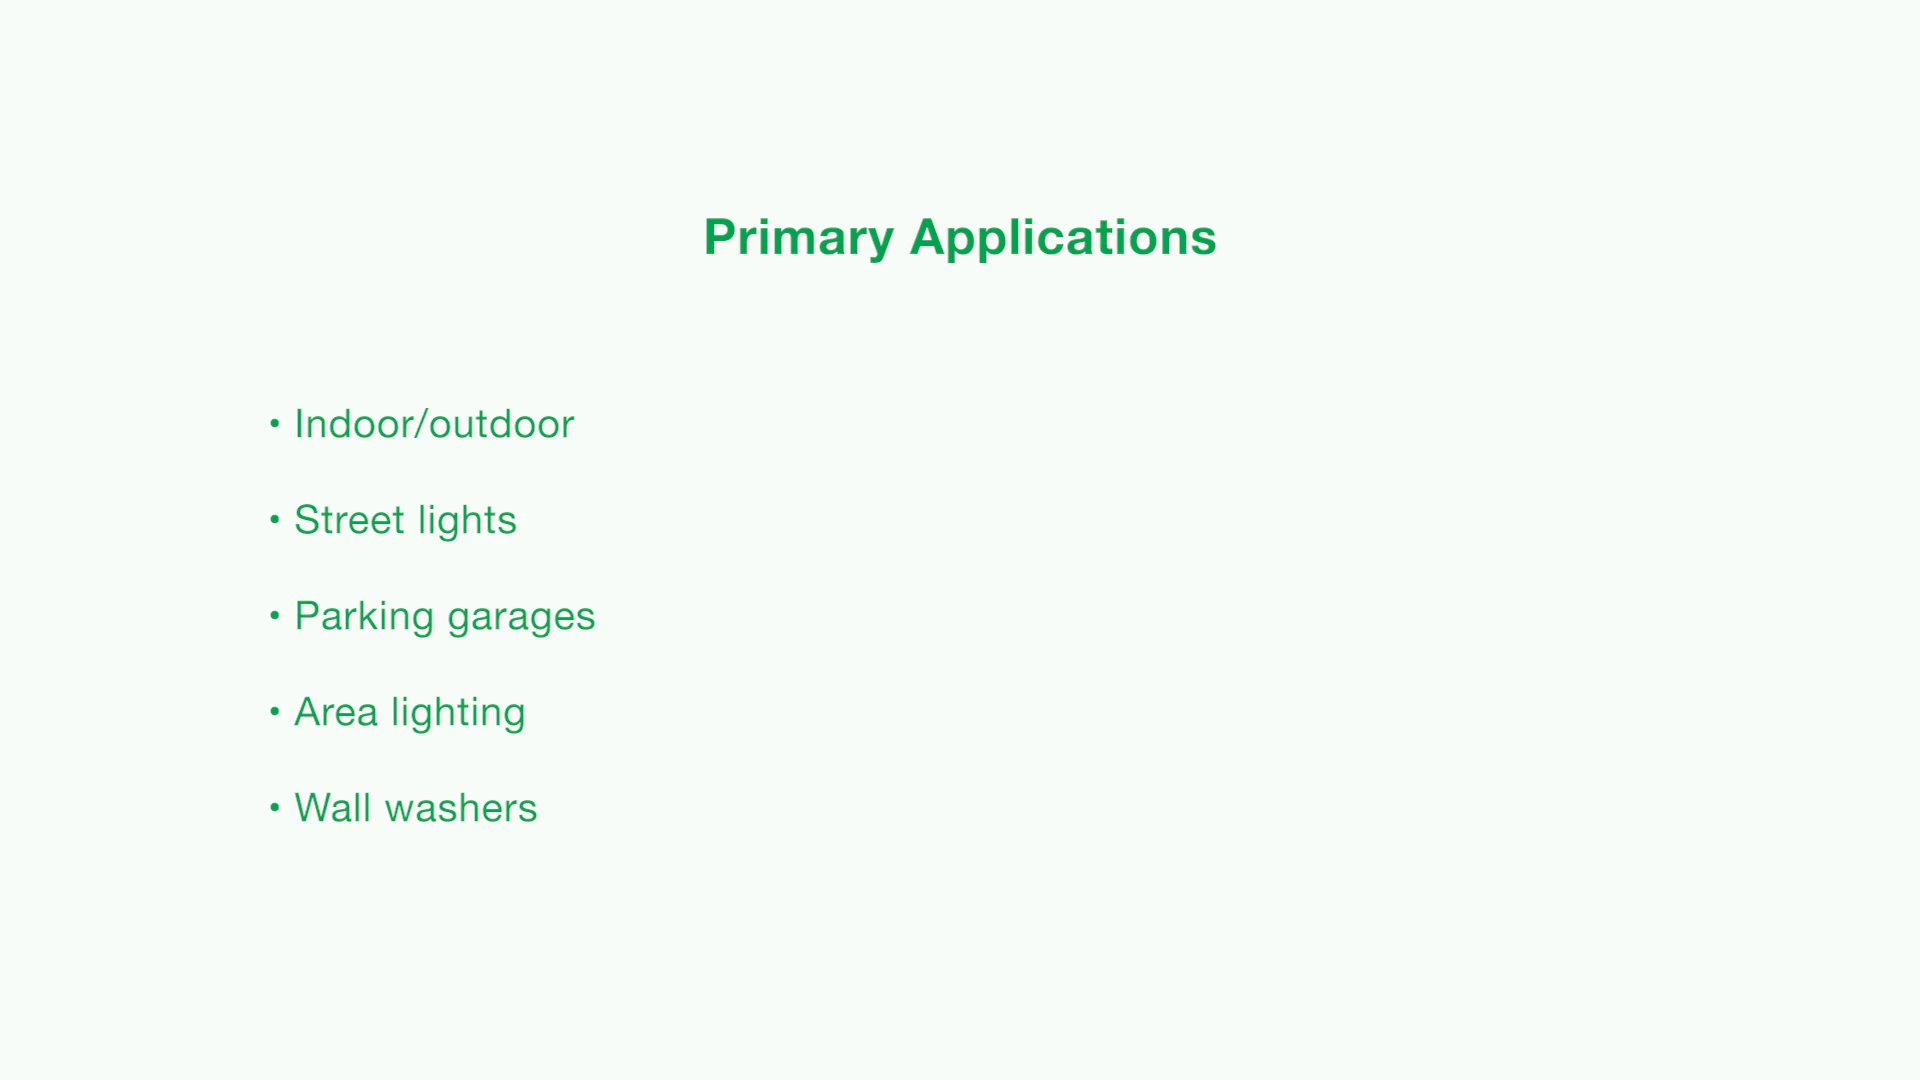 Primary Applications
• Indoor/outdoor
• Street lights
• Parking garages
• Area lighting
• Wall washers